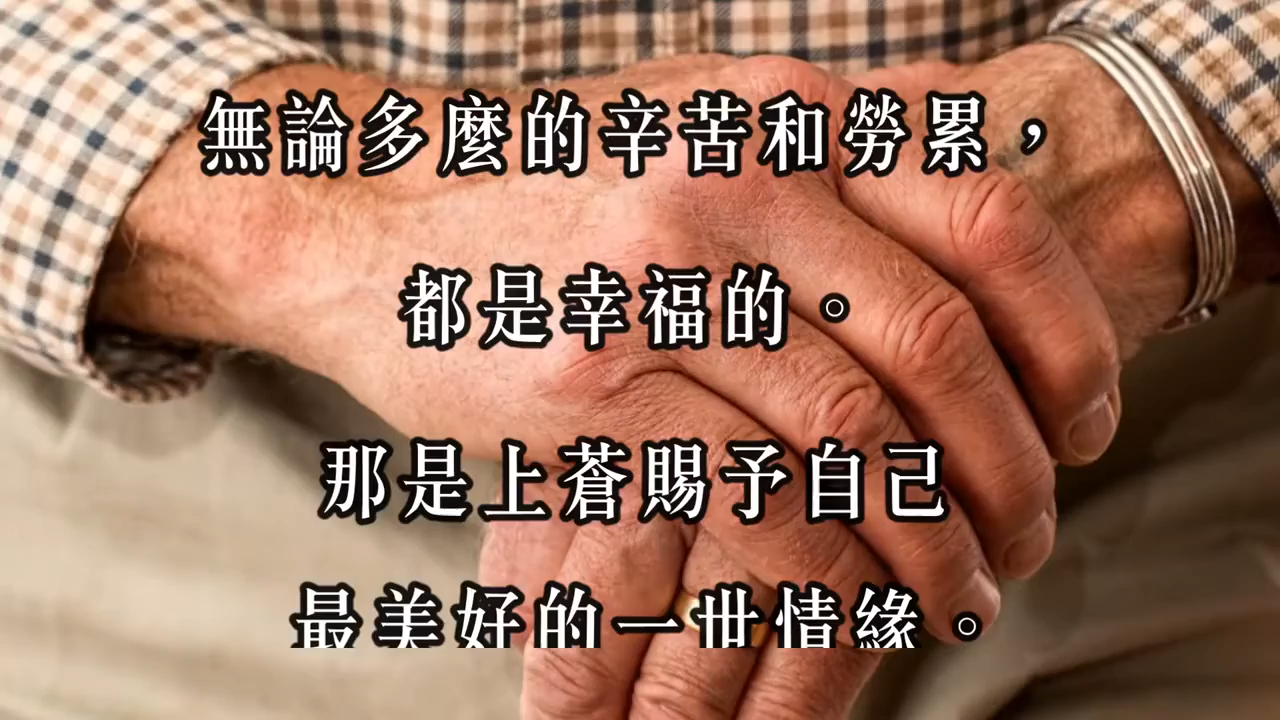 無論多麼的辛苦和勞累，
都是幸福的。
那是上蒼賜予自己
最美好的一世情緣。